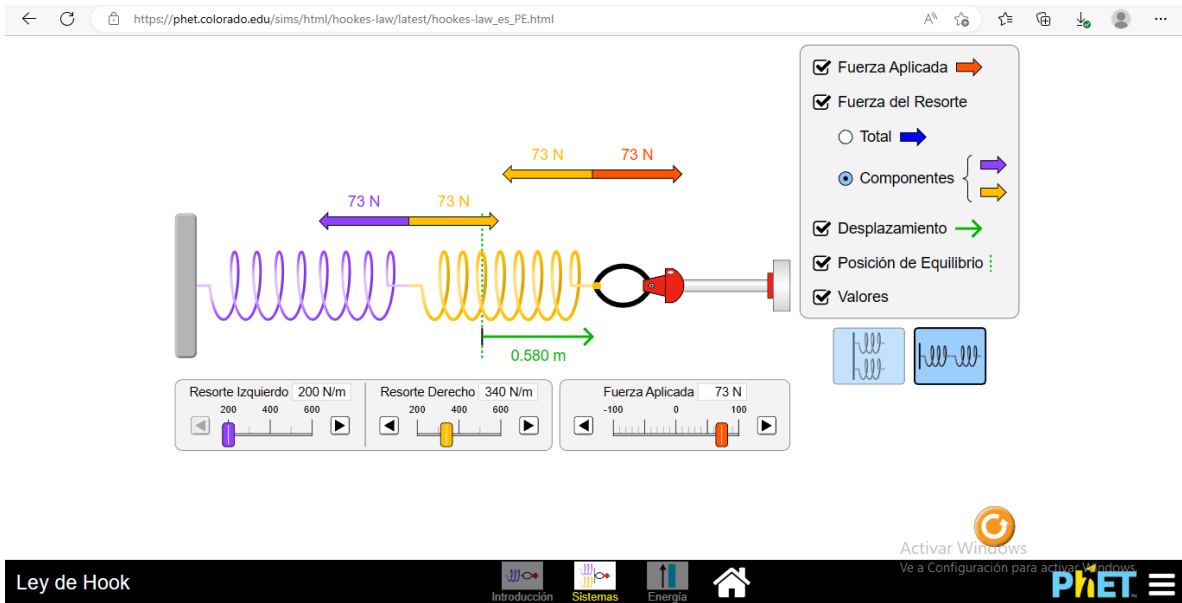 https://phet.colorado.edu/sims/html/hookes-law/latest/hookes-law_es_PE.html
Fuerza Aplicada
Fuerza del Resorte
Total
Componentes
Desplazamiento
Posición de Equilibrio
Valores
73 N 73 N
73 N 73 N
0.580 m
Resorte Izquierdo 200 N/m
200 400 600
Resorte Derecho 340 N/m
200 400 600
Fuerza Aplicada 73 N
-100 0 100
Activar Windows
Ve a Configuración para activar Windows.
Ley de Hook
Introducción
Sistemas
Energía
PhET